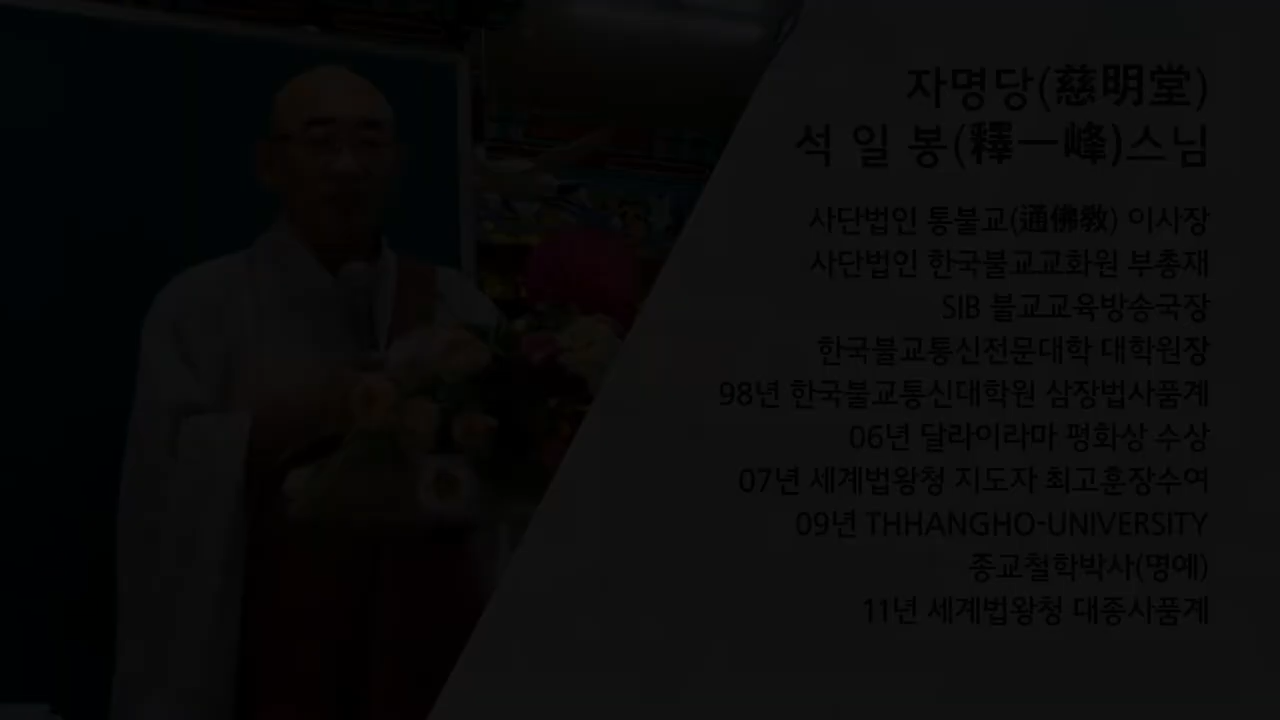 자명당(慈明堂)
석 일 봉(釋一峰)스님
사단법인 통불교(通佛敎) 이사장
사단법인 한국불교교화원 부총재
SIB 불교교육방송국장
한국불교통신전문대학 대학원장
98년 한국불교통신대학원 삼장법사품계
06년 달라이라마 평화상 수상
07년 세계법왕청 지도자 최고훈장수여
09년 THHANGHO-UNIVERSITY
종교철학박사(명예)
11년 세계법왕청 대종사품계